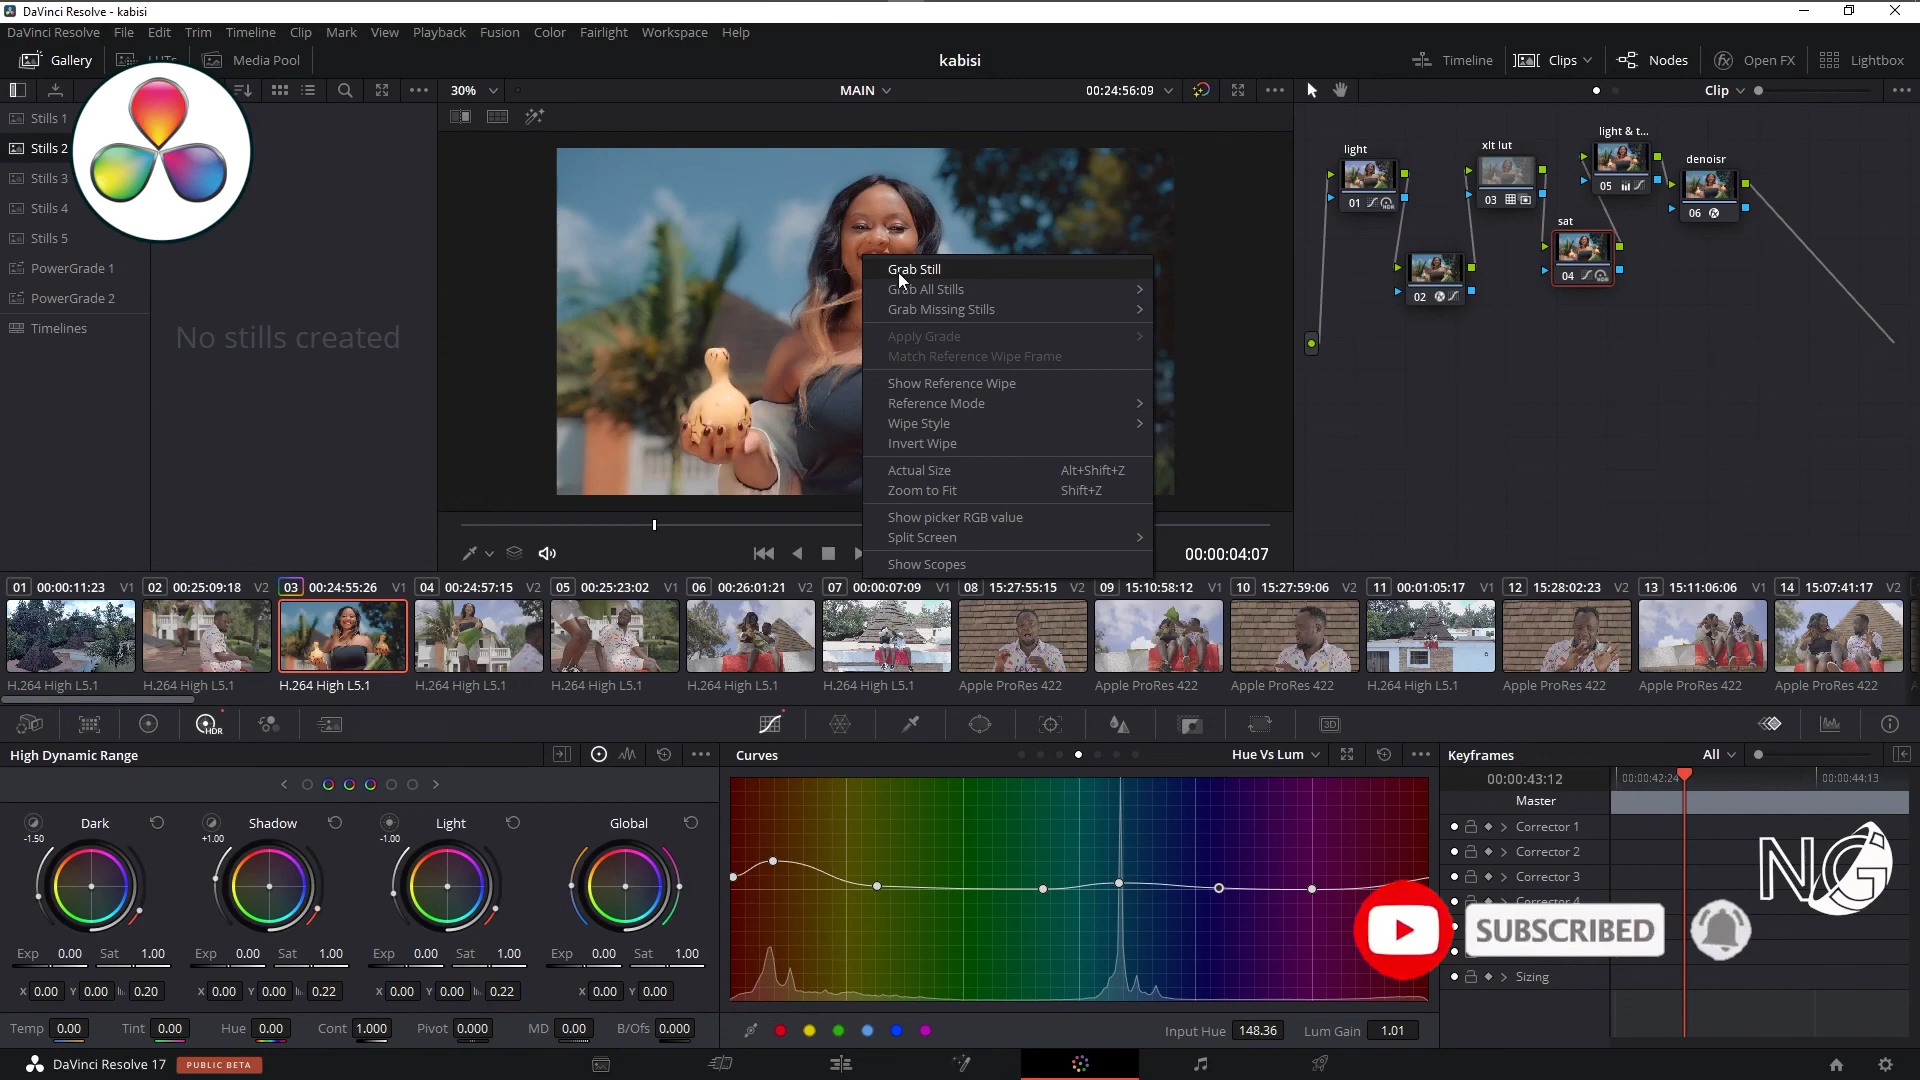 DaVinci Resolve - kabisi
DaVinci Resolve File Edit Trim Timeline Clip Mark View Playback Fusion Color Fairlight Workspace Help
Gallery Media Pool kabisi Timeline Clips Nodes Open FX Lightbox
30% MAIN 00:24:56:09 Clip
Stills 1
Stills 2
Stills 3
Stills 4
Stills 5
PowerGrade 1
PowerGrade 2
Timelines
No stills created
Grab Still
Grab All Stills
Grab Missing Stills
Apply Grade
Match Reference Wipe Frame
Show Reference Wipe
Reference Mode
Wipe Style
Invert Wipe
Actual Size Alt+Shift+Z
Zoom to Fit Shift+Z
Show picker RGB value
Split Screen
Show Scopes
00:00:04:07
light
01
02
xlt lut
03
sat
04
light & t...
05
denoisr
06
01 00:00:11:23 V1 02 00:25:09:18 V2 03 00:24:55:26 V1 04 00:24:57:15 V2 05 00:25:23:02 V1 06 00:26:01:21 V2 07 00:00:07:09 V1 08 15:27:55:15 V2 09 15:10:58:12 V1 10 15:27:59:06 V2 11 00:01:05:17 V1 12 15:28:02:23 V2 13 15:11:06:06 V1 14 15:07:41:17 V2
H.264 High L5.1 H.264 High L5.1 H.264 High L5.1 H.264 High L5.1 H.264 High L5.1 H.264 High L5.1 H.264 High L5.1 Apple ProRes 422 Apple ProRes 422 Apple ProRes 422 H.264 High L5.1 Apple ProRes 422 Apple ProRes 422 Apple ProRes 422
HDR 3D
High Dynamic Range
Dark Shadow Light Global
-1.50 +1.00 -1.00
Exp 0.00 Sat 1.00 Exp 0.00 Sat 1.00 Exp 0.00 Sat 1.00 Exp 0.00 Sat 1.00
X 0.00 Y 0.00 0.20 X 0.00 Y 0.00 0.22 X 0.00 Y 0.00 0.22 X 0.00 Y 0.00
Temp 0.00 Tint 0.00 Hue 0.00 Cont 1.000 Pivot 0.000 MD 0.00 B/Ofs 0.000
Curves Hue Vs Lum
Input Hue 148.36 Lum Gain 1.01
Keyframes All
00:00:43:12 00:00:42:24 00:00:44:13
Master
Corrector 1
Corrector 2
Corrector 3
Sizing
NG
SUBSCRIBED
DaVinci Resolve 17 PUBLIC BETA